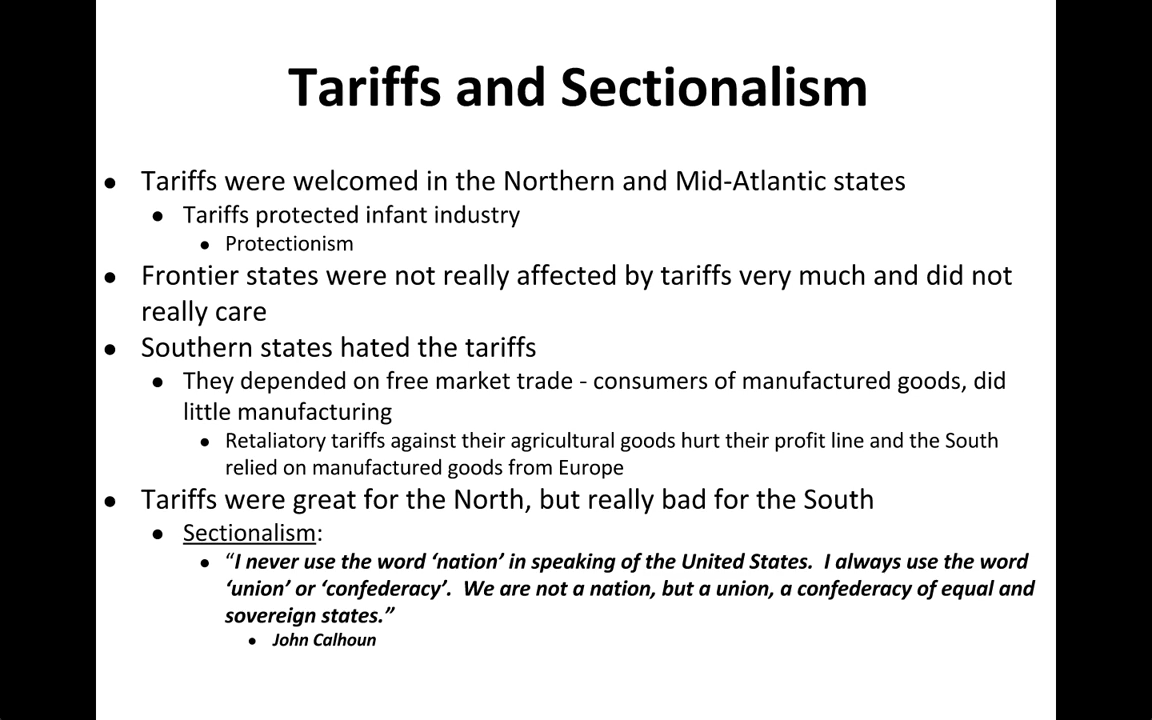 Tariffs and Sectionalism
● Tariffs were welcomed in the Northern and Mid-Atlantic states
● Tariffs protected infant industry
● Protectionism
● Frontier states were not really affected by tariffs very much and did not
really care
● Southern states hated the tariffs
● They depended on free market trade - consumers of manufactured goods, did
little manufacturing
● Retaliatory tariffs against their agricultural goods hurt their profit line and the South
relied on manufactured goods from Europe
● Tariffs were great for the North, but really bad for the South
● Sectionalism:
● “I never use the word ‘nation’ in speaking of the United States.  I always use the word
‘union’ or ‘confederacy’.  We are not a nation, but a union, a confederacy of equal and
sovereign states.”
● John Calhoun